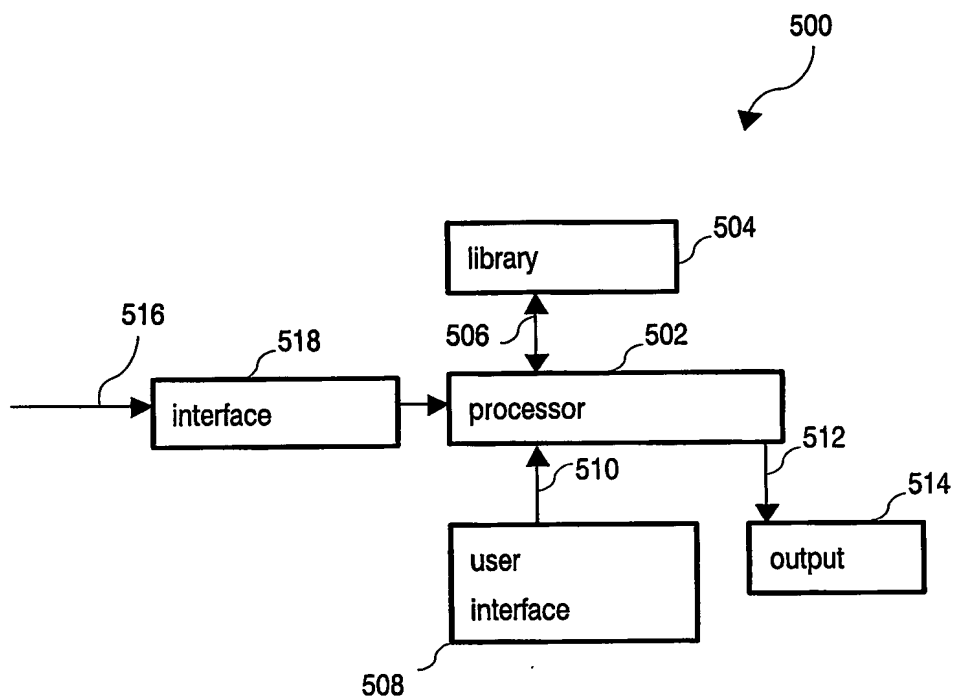 500
504
library
516
506
502
518
interface
processor
512
510
514
user
interface
output
508